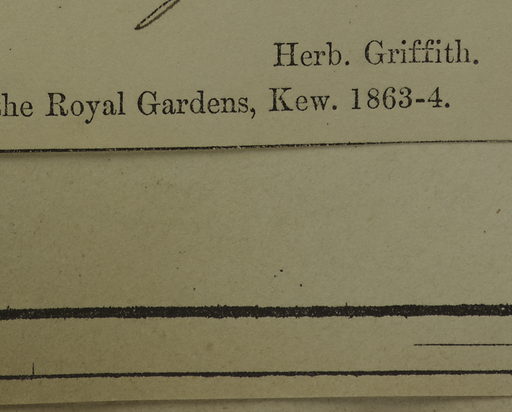 Herb. Griffith.
he Royal Gardens, Kew. 1863-4.